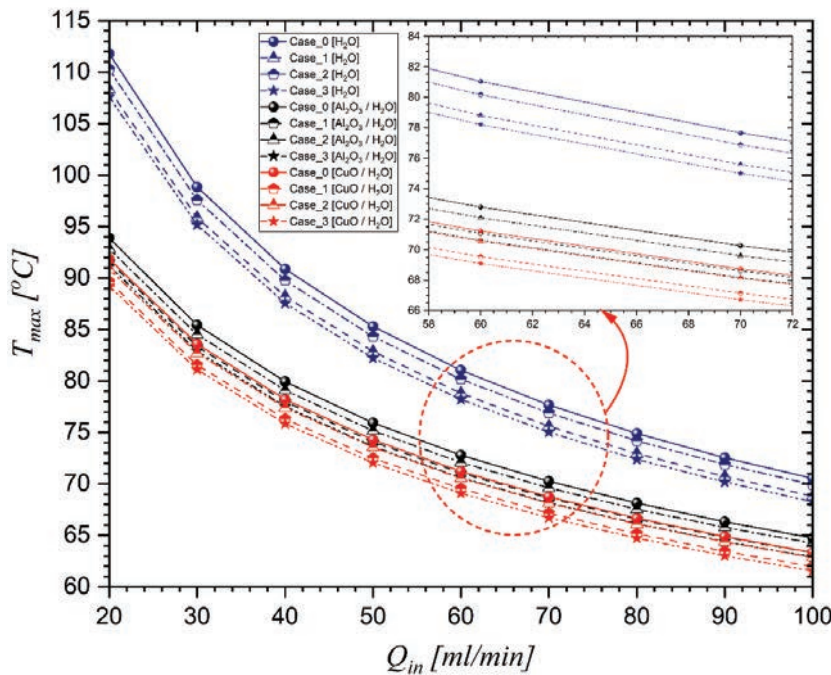 115
110
105
100
95
90
85
80
75
70
65
60
T_max [°C]
20 30 40 50 60 70 80 90 100
Q_in [ml/min]
Case_0 [H₂O]
Case_1 [H₂O]
Case_2 [H₂O]
Case_3 [H₂O]
Case_0 [Al₂O₃ / H₂O]
Case_1 [Al₂O₃ / H₂O]
Case_2 [Al₂O₃ / H₂O]
Case_3 [Al₂O₃ / H₂O]
Case_0 [CuO / H₂O]
Case_1 [CuO / H₂O]
Case_2 [CuO / H₂O]
Case_3 [CuO / H₂O]
84
82
80
78
76
74
72
70
68
66
58 60 62 64 66 68 70 72